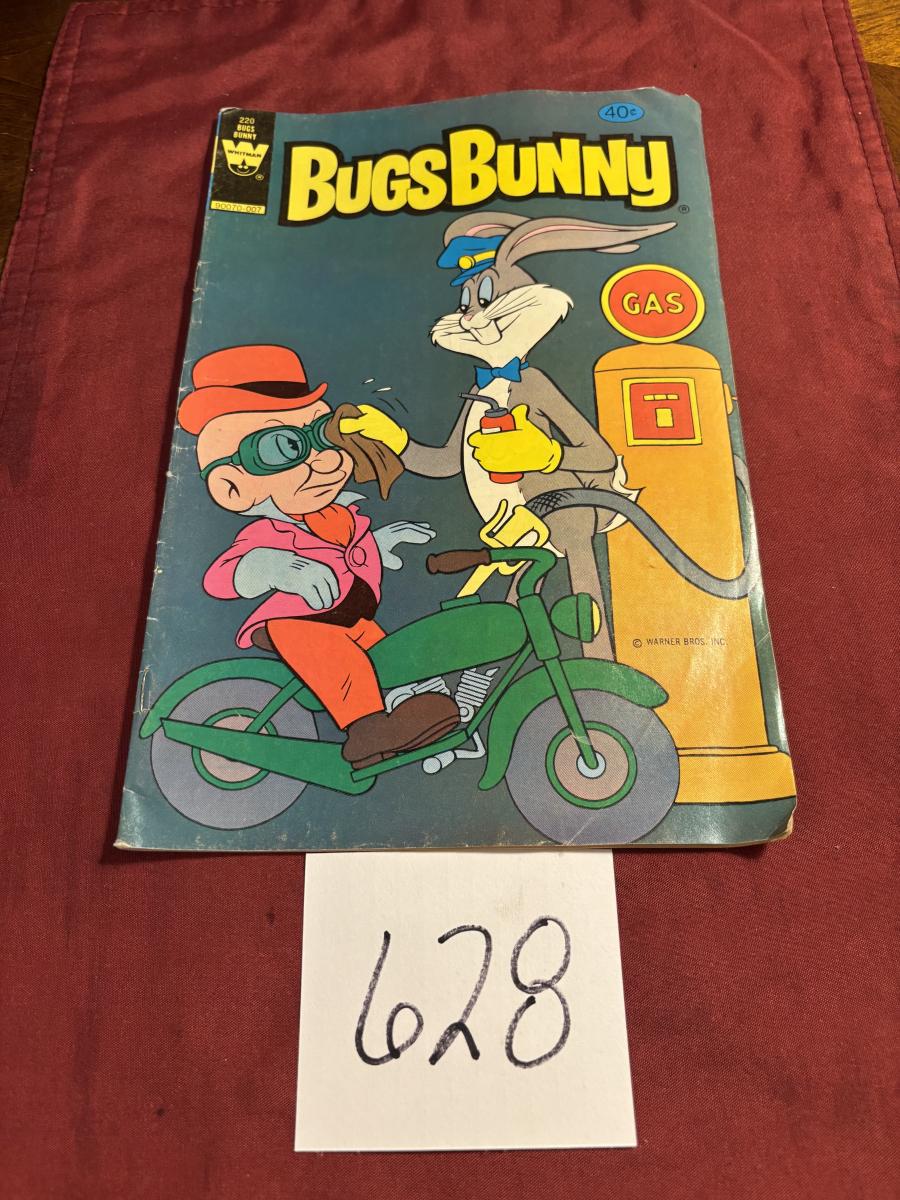 220
BUGS
BUNNY
WHITMAN
®
90070-007
40¢
BUGS BUNNY
®
GAS
© WARNER BROS. INC.
628